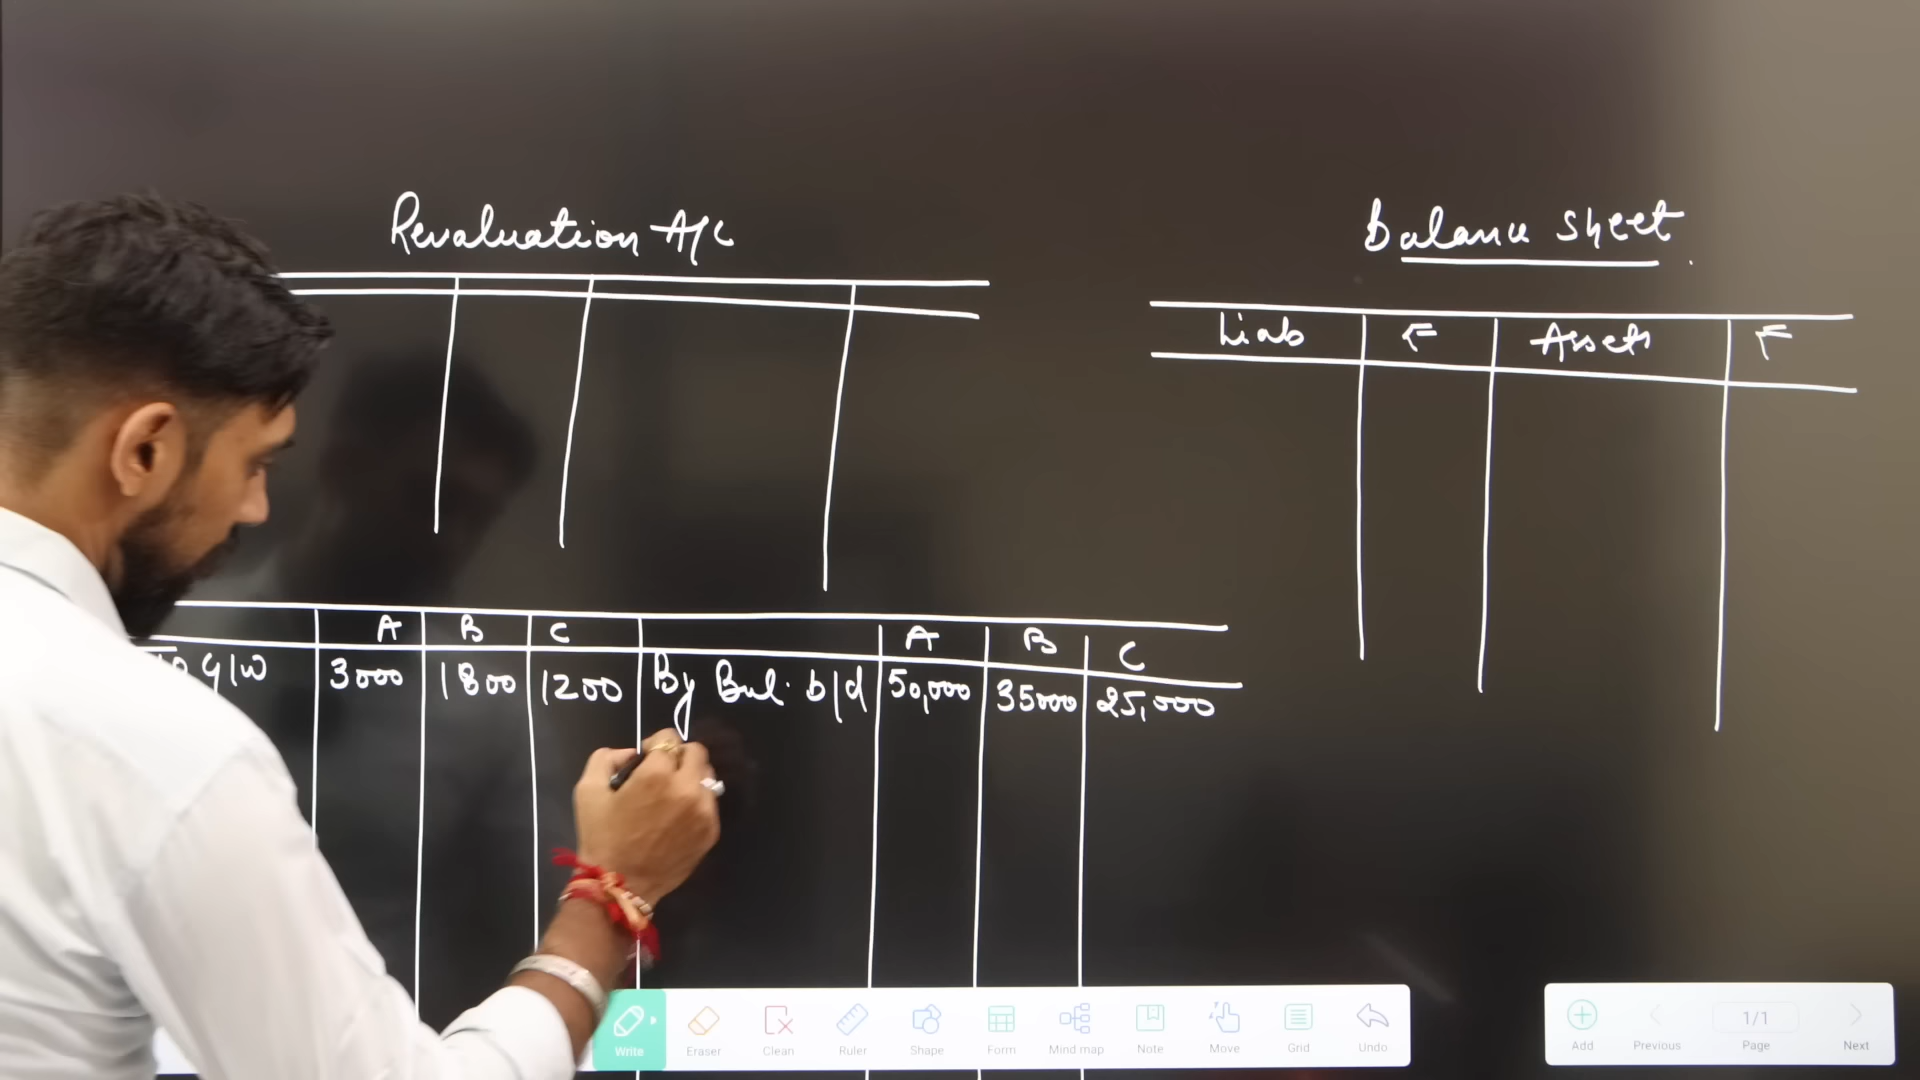 Revaluation A/c
Balance Sheet
Liab ₹ Assets ₹
A B C A B C
G/W 3000 1800 1200 By Bal. b/d 50,000 35000 25,000
Write Eraser Clean Ruler Shape Form Mind map Note Move Grid Undo
1/1
Add Previous Page Next